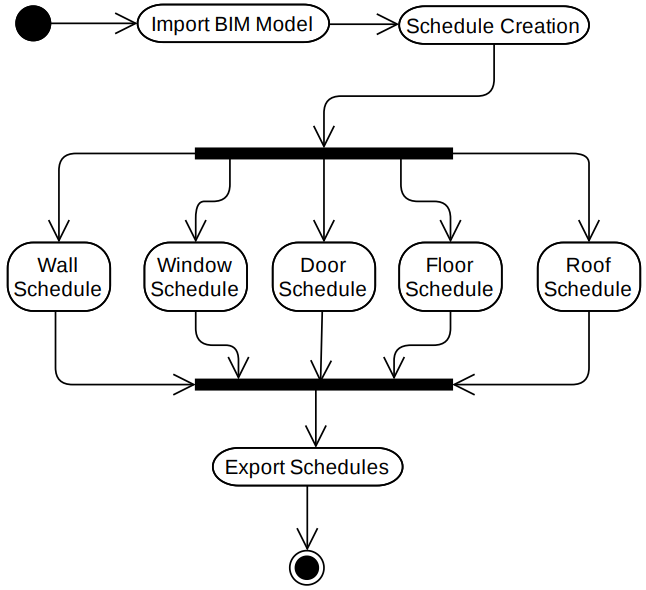 Import BIM Model
Schedule Creation
Wall
Schedule
Window
Schedule
Door
Schedule
Floor
Schedule
Roof
Schedule
Export Schedules